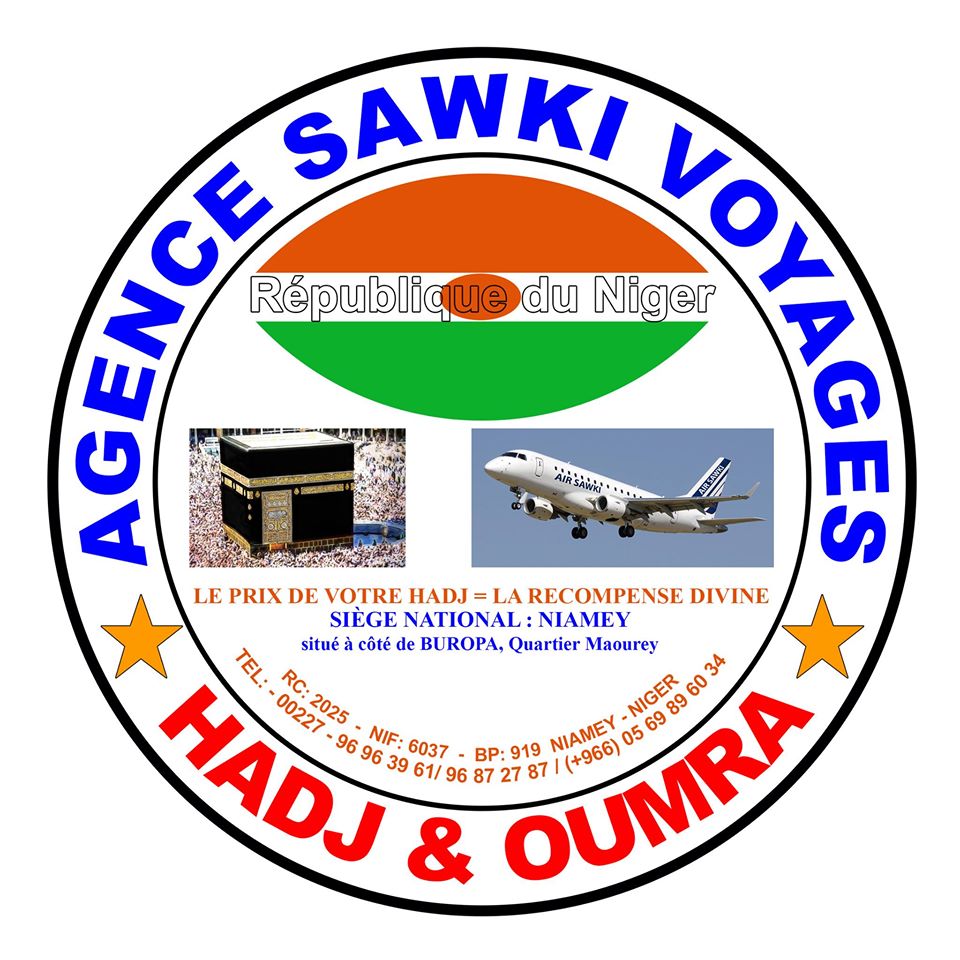 AGENCE SAWKI VOYAGES
République du Niger
AIR SAWKI
AIR SAWKI
LE PRIX DE VOTRE HADJ = LA RECOMPENSE DIVINE
SIÈGE NATIONAL : NIAMEY
situé à côté de BUROPA, Quartier Maourey
RC: 2025 - NIF: 6037 - BP: 919 NIAMEY - NIGER
TEL: - 00227 - 96 96 39 61/ 96 87 27 87 / (+966) 05 69 89 60 34
HADJ & OUMRA